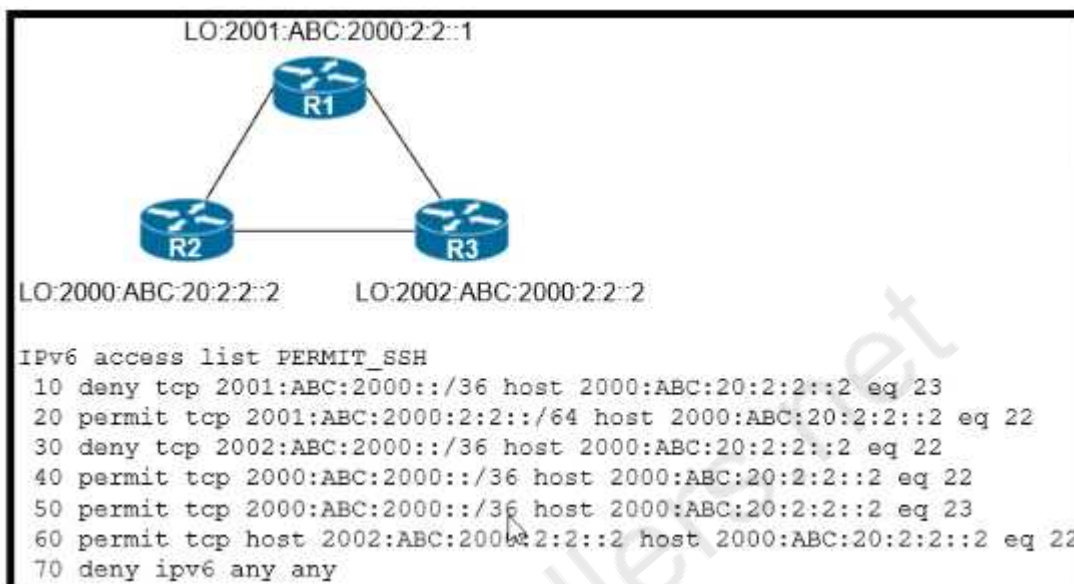 LO:2001:ABC:2000:2:2::1
R1
R2
R3
LO:2000:ABC:20:2:2::2 LO:2002:ABC:2000:2:2::2
IPv6 access list PERMIT_SSH
10 deny tcp 2001:ABC:2000::/36 host 2000:ABC:20:2:2::2 eq 23
20 permit tcp 2001:ABC:2000:2:2::/64 host 2000:ABC:20:2:2::2 eq 22
30 deny tcp 2002:ABC:2000::/36 host 2000:ABC:20:2:2::2 eq 22
40 permit tcp 2000:ABC:2000::/36 host 2000:ABC:20:2:2::2 eq 22
50 permit tcp 2000:ABC:2000::/36 host 2000:ABC:20:2:2::2 eq 23
60 permit tcp host 2002:ABC:2000:2:2::2 host 2000:ABC:20:2:2::2 eq 22
70 deny ipv6 any any